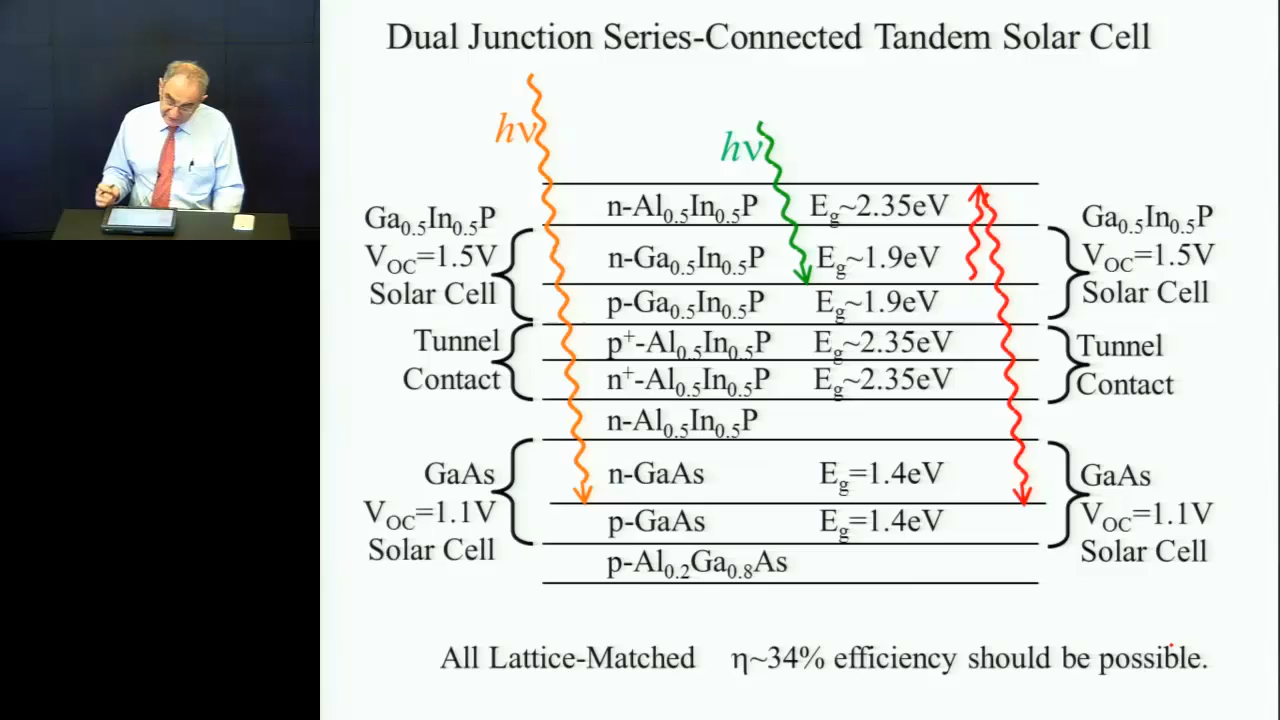 Dual Junction Series-Connected Tandem Solar Cell
hν
hν
Ga0.5In0.5P
VOC=1.5V
Solar Cell
Tunnel
Contact
GaAs
VOC=1.1V
Solar Cell
n-Al0.5In0.5P Eg~2.35eV
n-Ga0.5In0.5P Eg~1.9eV
p-Ga0.5In0.5P Eg~1.9eV
p+-Al0.5In0.5P Eg~2.35eV
n+-Al0.5In0.5P Eg~2.35eV
n-Al0.5In0.5P
n-GaAs Eg=1.4eV
p-GaAs Eg=1.4eV
p-Al0.2Ga0.8As
Ga0.5In0.5P
VOC=1.5V
Solar Cell
Tunnel
Contact
GaAs
VOC=1.1V
Solar Cell
All Lattice-Matched η~34% efficiency should be possible.